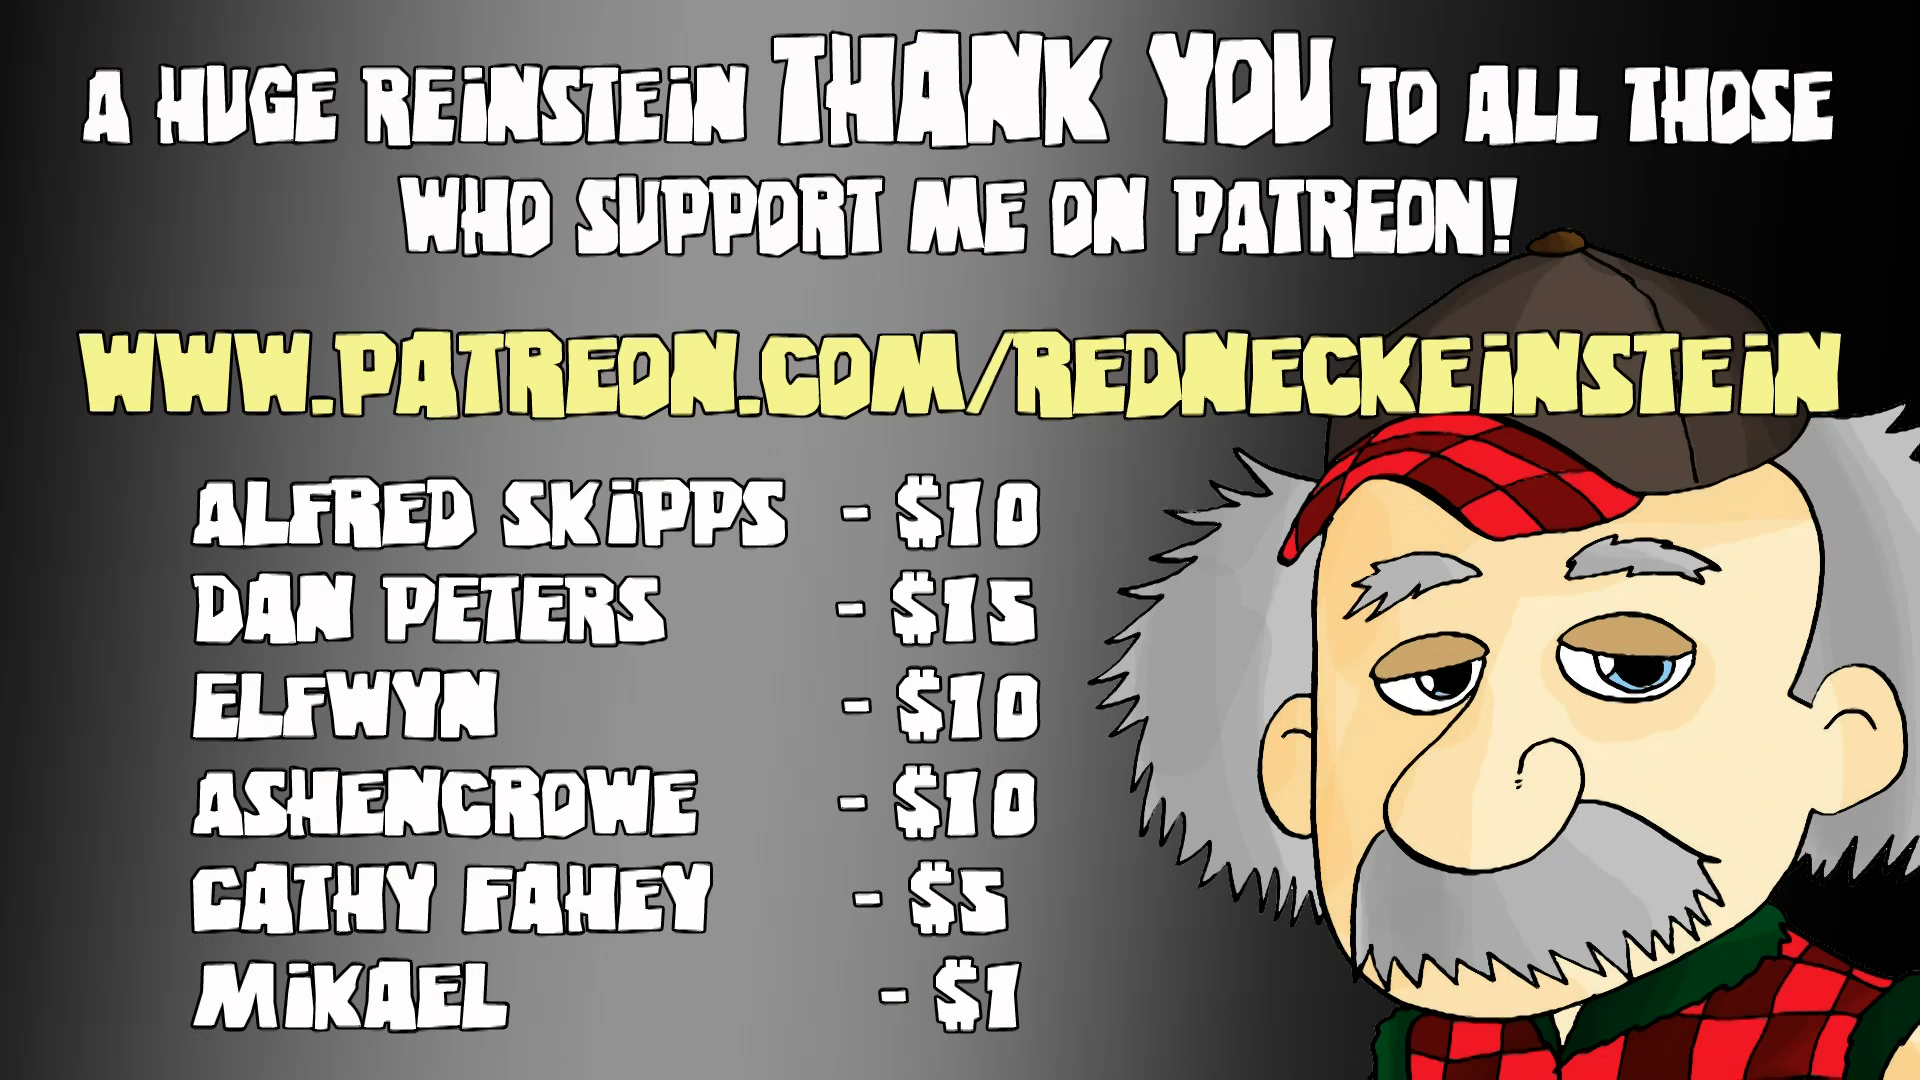 A HUGE REINSTEIN THANK YOU TO ALL THOSE
WHO SUPPORT ME ON PATREON!
WWW.PATREON.COM/REDNECKEINSTEIN
ALFRED SKIPPS - $10
DAN PETERS - $15
ELFWYN - $10
ASHENCROWE - $10
CATHY FAHEY - $5
MIKAEL - $1